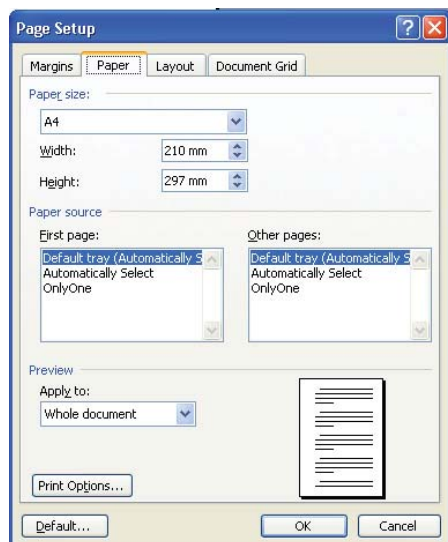 Page Setup
Margins Paper Layout Document Grid
Paper size:
A4
Width: 210 mm
Height: 297 mm
Paper source
First page: Other pages:
Default tray (Automatically S Default tray (Automatically S
Automatically Select Automatically Select
OnlyOne OnlyOne
Preview
Apply to:
Whole document
Print Options...
Default... OK Cancel